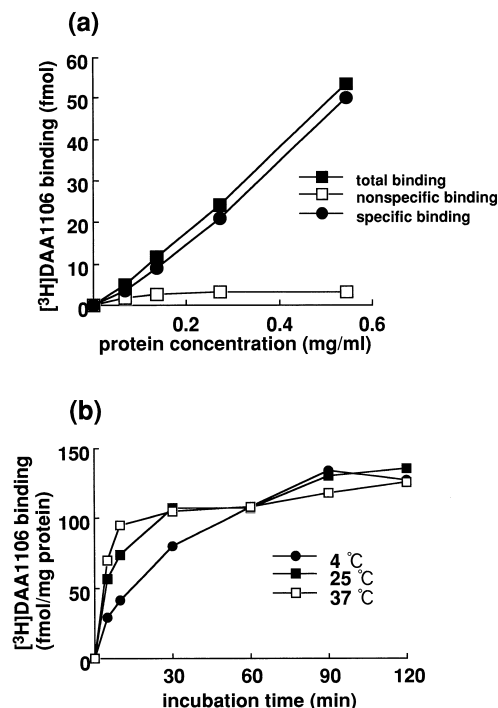 (a)
[³H]DAA1106 binding (fmol)
60
50
40
30
20
10
0
0.2
0.4
0.6
protein concentration (mg/ml)
total binding
nonspecific binding
specific binding
(b)
[³H]DAA1106 binding
(fmol/mg protein)
150
100
50
0
30
60
90
120
incubation time (min)
4 °C
25 °C
37 °C